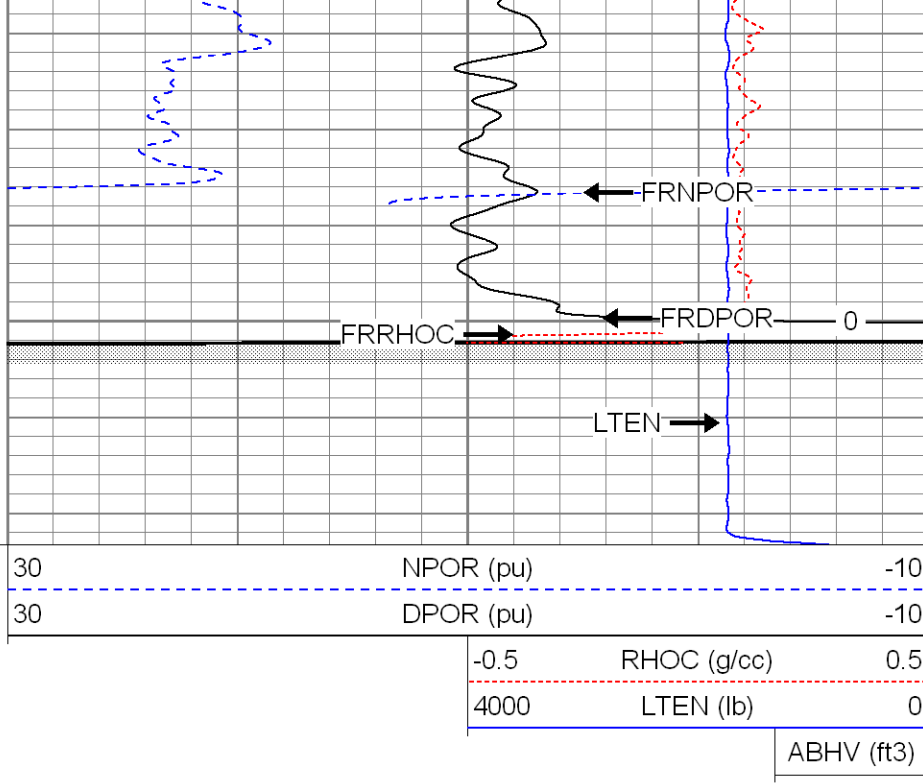 FRNPOR
FRDPOR 0
FRRHOC
LTEN
30 NPOR (pu) -10
30 DPOR (pu) -10
-0.5 RHOC (g/cc) 0.5
4000 LTEN (lb) 0
ABHV (ft3)